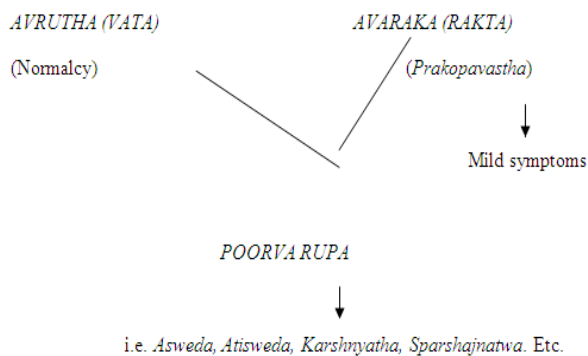 AVRUTHA (VATA) AVARAKA (RAKTA)
(Normalcy) (Prakopavastha)
Mild symptoms
POORVA RUPA
i.e. Asweda, Atisweda, Karshnyatha, Sparshajnatwa. Etc.